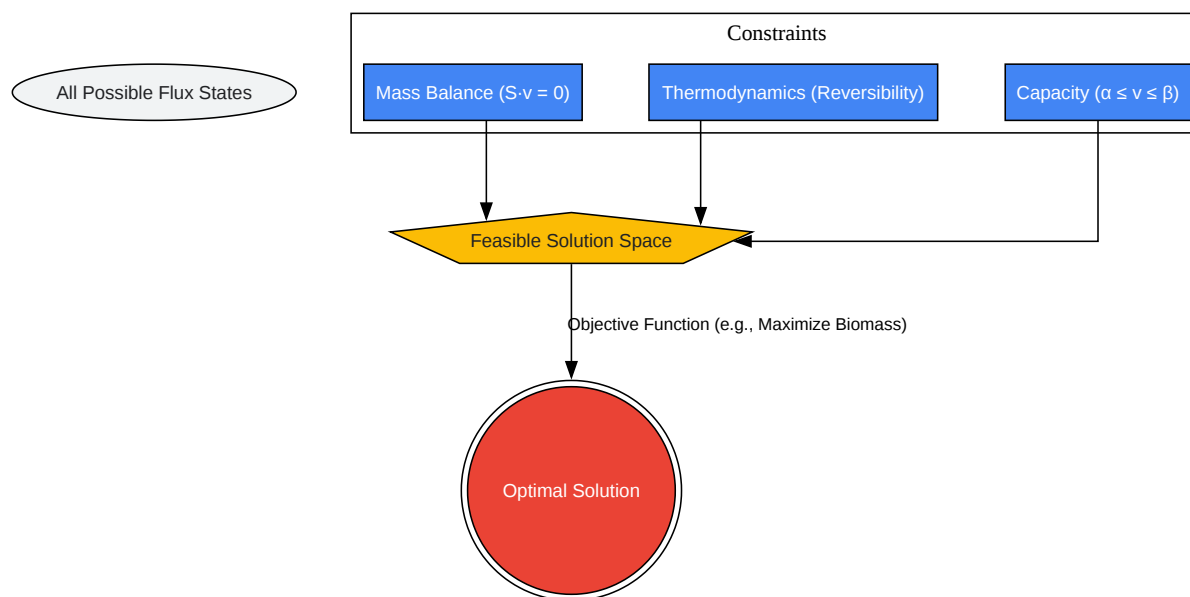 Constraints
All Possible Flux States
Mass Balance (S·v = 0)
Thermodynamics (Reversibility)
Capacity (α ≤ v ≤ β)
Feasible Solution Space
Objective Function (e.g., Maximize Biomass)
Optimal Solution